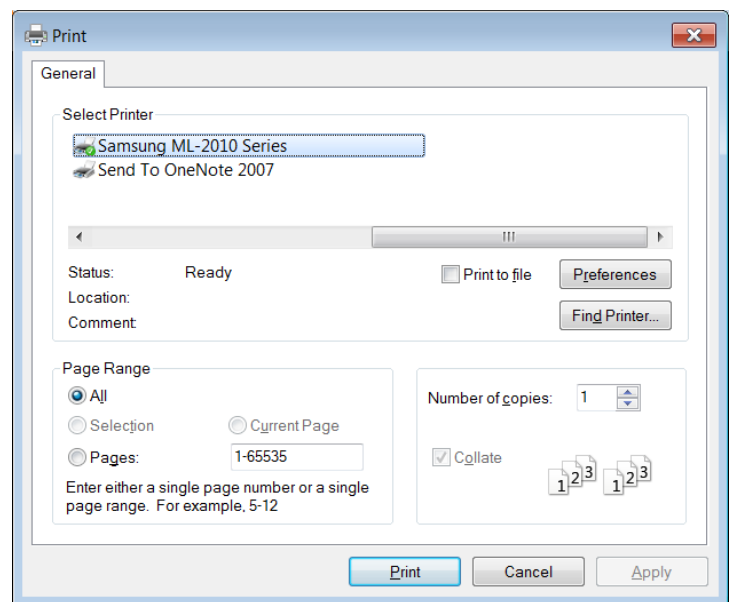 Print
General
Select Printer
Samsung ML-2010 Series
Send To OneNote 2007
Status: Ready
Print to file
Preferences
Location:
Find Printer...
Comment:
Page Range
All
Selection
Current Page
Pages: 1-65535
Enter either a single page number or a single
page range. For example, 5-12
Number of copies: 1
Collate
1 2 3 1 2 3
Print Cancel Apply